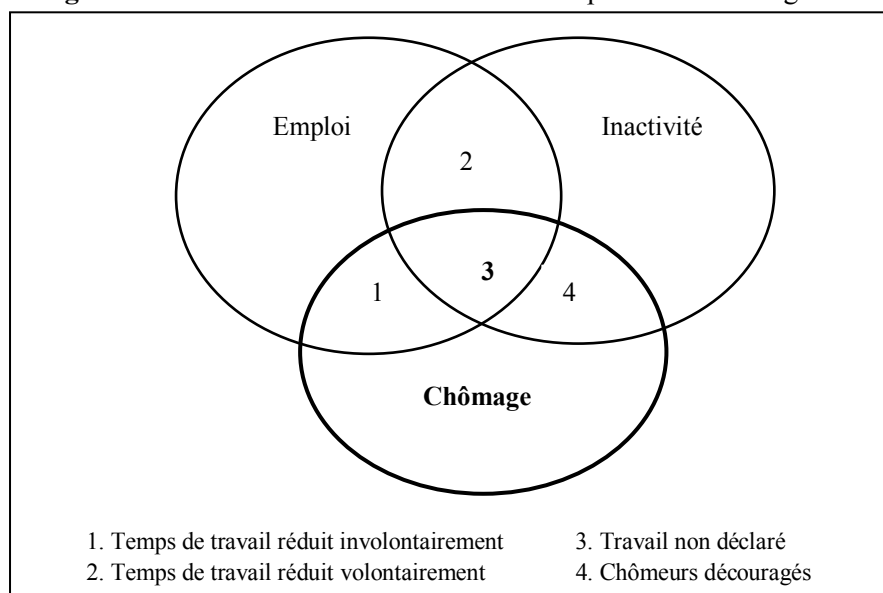 Emploi
Inactivité
2
3
1
4
Chômage
1. Temps de travail réduit involontairement
3. Travail non déclaré
2. Temps de travail réduit volontairement
4. Chômeurs découragés